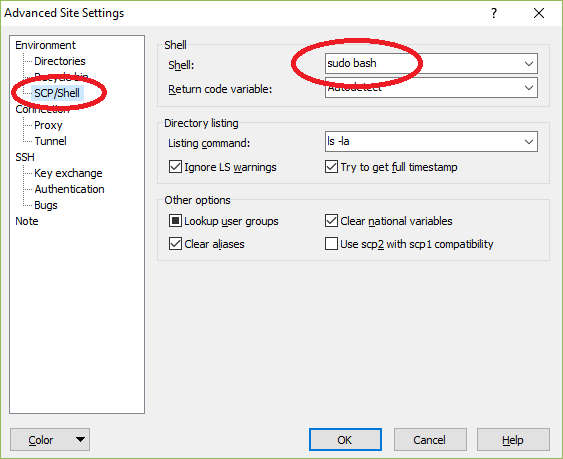 Advanced Site Settings
Environment
Directories
Recycle bin
SCP/Shell
Connection
Proxy
Tunnel
SSH
Key exchange
Authentication
Bugs
Note
Shell
Shell: sudo bash
Return code variable: Autodetect
Directory listing
Listing command: ls -la
Ignore LS warnings Try to get full timestamp
Other options
Lookup user groups Clear national variables
Clear aliases Use scp2 with scp1 compatibility
Color OK Cancel Help